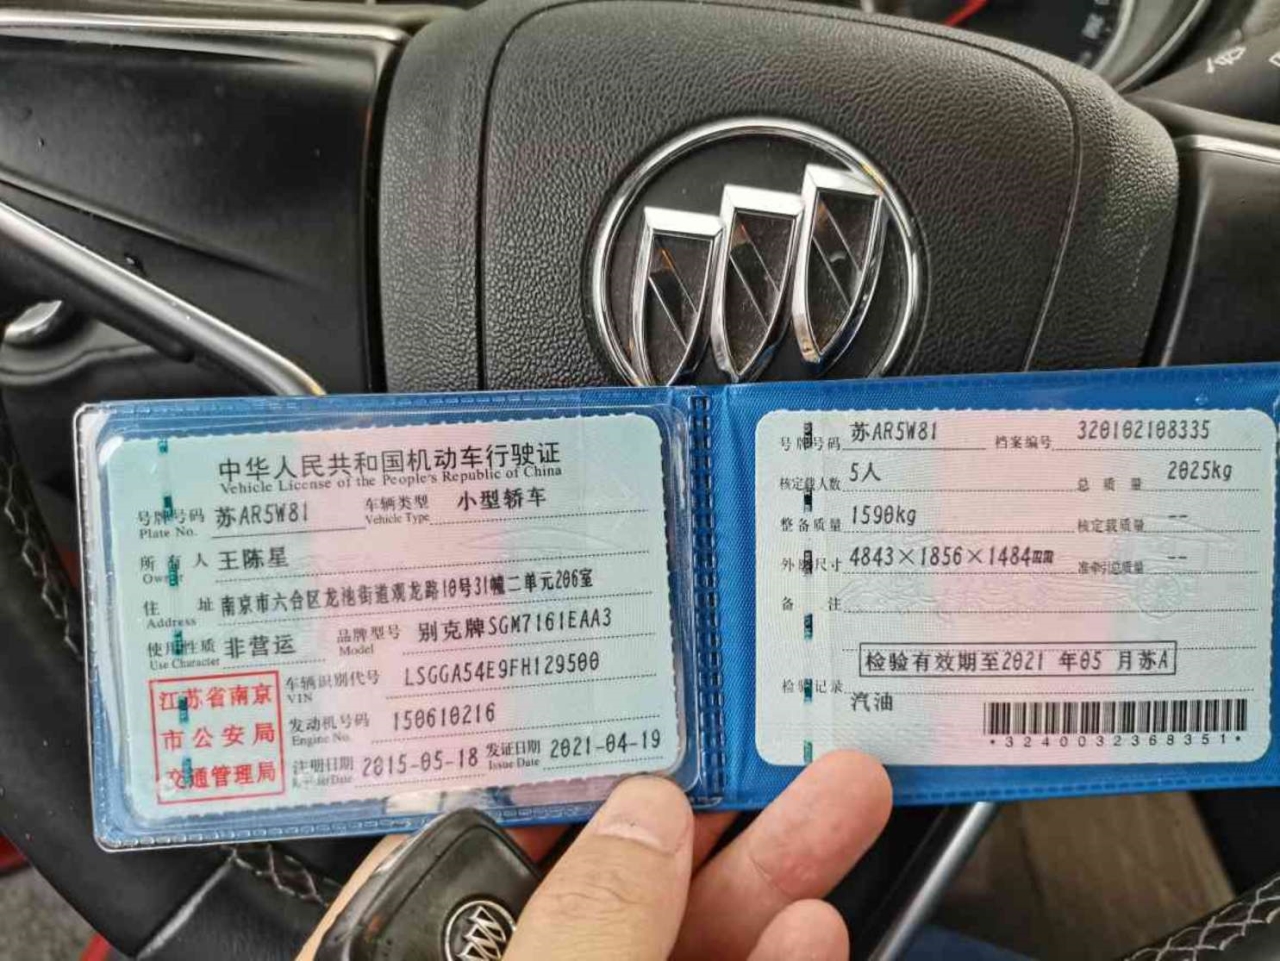 中华人民共和国机动车行驶证
Vehicle License of the People's Republic of China
号牌号码 苏AR5W81 车辆类型 小型轿车
Plate No. Vehicle Type
所有人 王陈星
Owner
住址 南京市六合区龙池街道观龙路10号31幢二单元206室
Address
使用性质 非营运 品牌型号 别克牌SGM7161EAA3
Use Character Model
江苏省南京
市公安局
交通管理局
车辆识别代号 LSGGA54E9FH129500
VIN
发动机号码 150610216
Engine No.
注册日期 2015-05-18 发证日期 2021-04-19
Issue Date
号牌号码 苏AR5W81 档案编号 320102108335
核定载人数 5人 总质量 2025kg
整备质量 1590kg 核定载质量 --
外廓尺寸 4843×1856×1484 准牵引总质量 --
备注
检验有效期至2021年05月苏A
检验记录
汽油
*3240032368351*